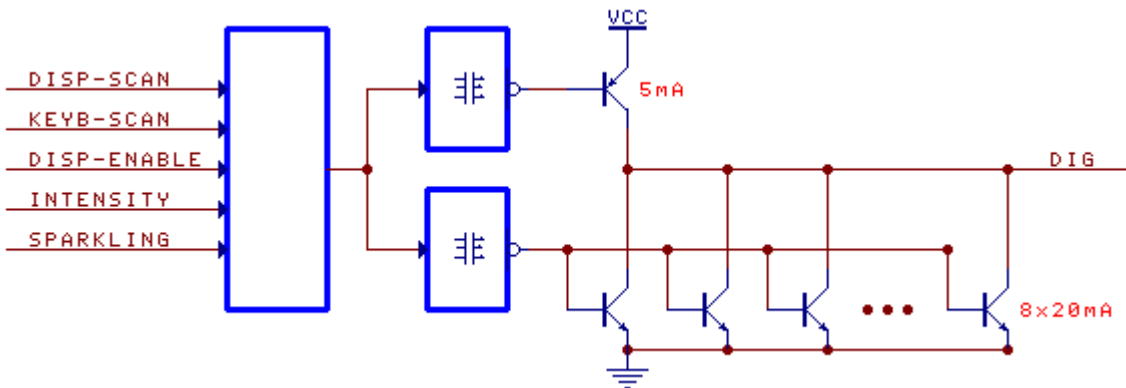 VCC
DISP-SCAN
5mA
KEYB-SCAN
DISP-ENABLE
DIG
INTENSITY
SPARKLING
8x20mA